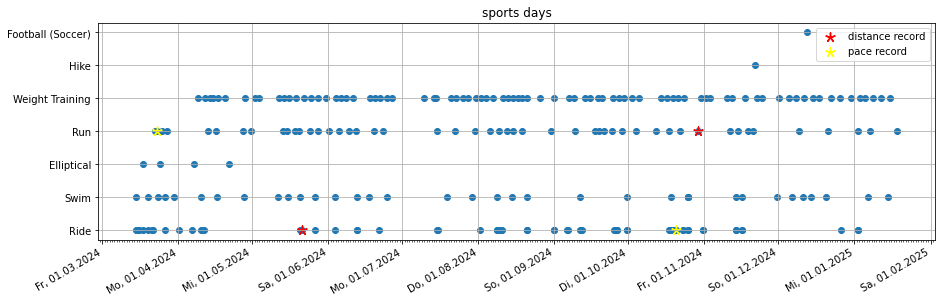 sports days
Football (Soccer)
Hike
Weight Training
Run
Elliptical
Swim
Ride
distance record
pace record
Fr, 01.03.2024
Mo, 01.04.2024
Mi, 01.05.2024
Sa, 01.06.2024
Mo, 01.07.2024
Do, 01.08.2024
So, 01.09.2024
Di, 01.10.2024
Fr, 01.11.2024
So, 01.12.2024
Mi, 01.01.2025
Sa, 01.02.2025